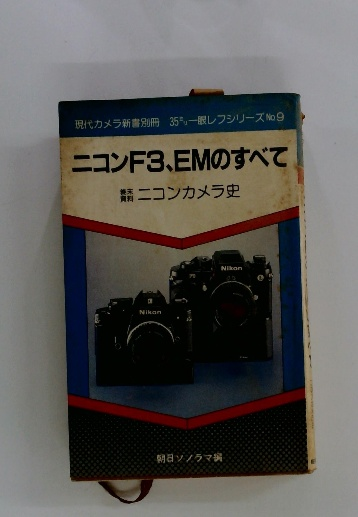 現代カメラ新書別冊 35ミリ一眼レフシリーズNo9
ニコンF3、EMのすべて
巻末資料 ニコンカメラ史
Nikon
Nikon
朝日ソノラマ編